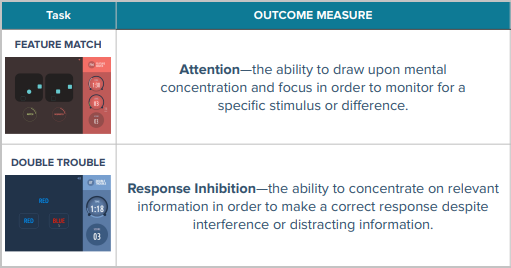 Task
OUTCOME MEASURE
FEATURE MATCH
Attention—the ability to draw upon mental
concentration and focus in order to monitor for a
specific stimulus or difference.
DOUBLE TROUBLE
RED
RED
BLUE
1:18
03
Response Inhibition—the ability to concentrate on relevant
information in order to make a correct response despite
interference or distracting information.